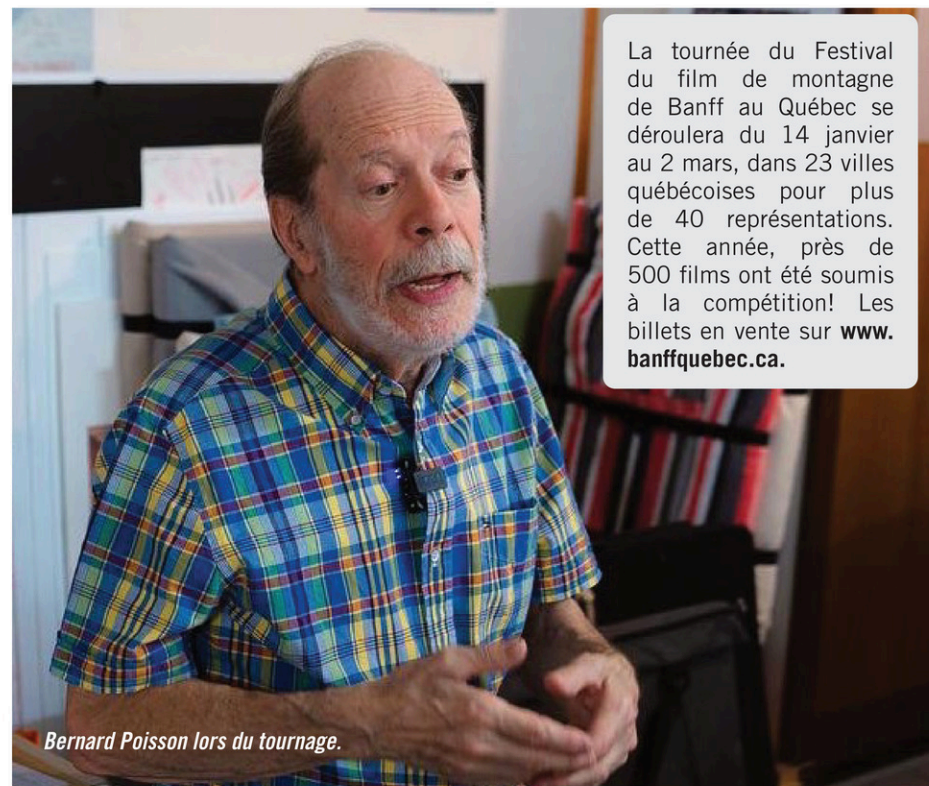 La tournée du Festival
du film de montagne
de Banff au Québec se
déroulera du 14 janvier
au 2 mars, dans 23 villes
québécoises pour plus
de 40 représentations.
Cette année, près de
500 films ont été soumis
à la compétition! Les
billets en vente sur www.
banffquebec.ca.
Bernard Poisson lors du tournage.